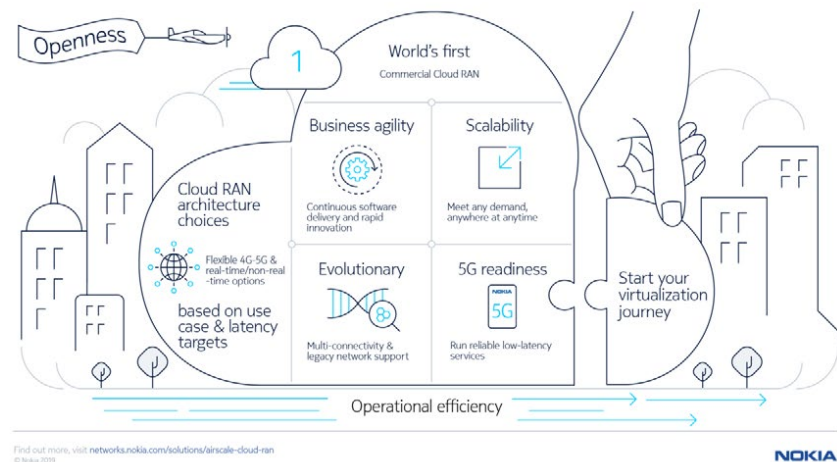 Openness
1
World's first
Commercial Cloud RAN
Business agility
Continuous software
delivery and rapid
innovation
Scalability
Meet any demand,
anywhere at anytime
Cloud RAN
architecture
choices
Flexible 4G-5G &
real-time/non-real
-time options
based on use
case & latency
targets
Evolutionary
Multi-connectivity &
legacy network support
5G readiness
NOKIA
5G
Run reliable low-latency
services
Start your
virtualization
journey
Operational efficiency
Find out more, visit networks.nokia.com/solutions/airscale-cloud-ran
© Nokia 2019
NOKIA